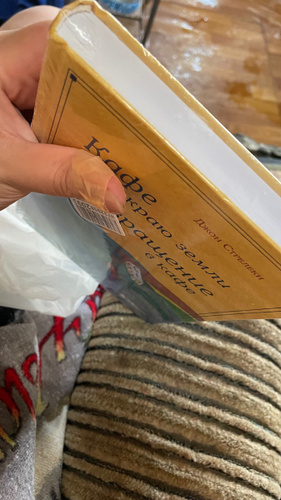 Джон Стрелеки
Кафе
краю земли
вращение
в кафе